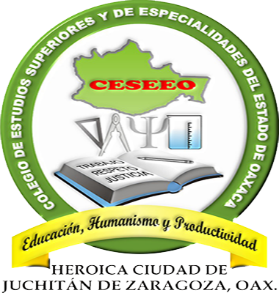 COLEGIO DE ESTUDIOS SUPERIORES Y DE ESPECIALIDADES DEL ESTADO DE OAXACA
CESEEO
TRABAJO
RESPETO
JUSTICIA
Educación, Humanismo y Productividad
HEROICA CIUDAD DE
JUCHITÁN DE ZARAGOZA, OAX.